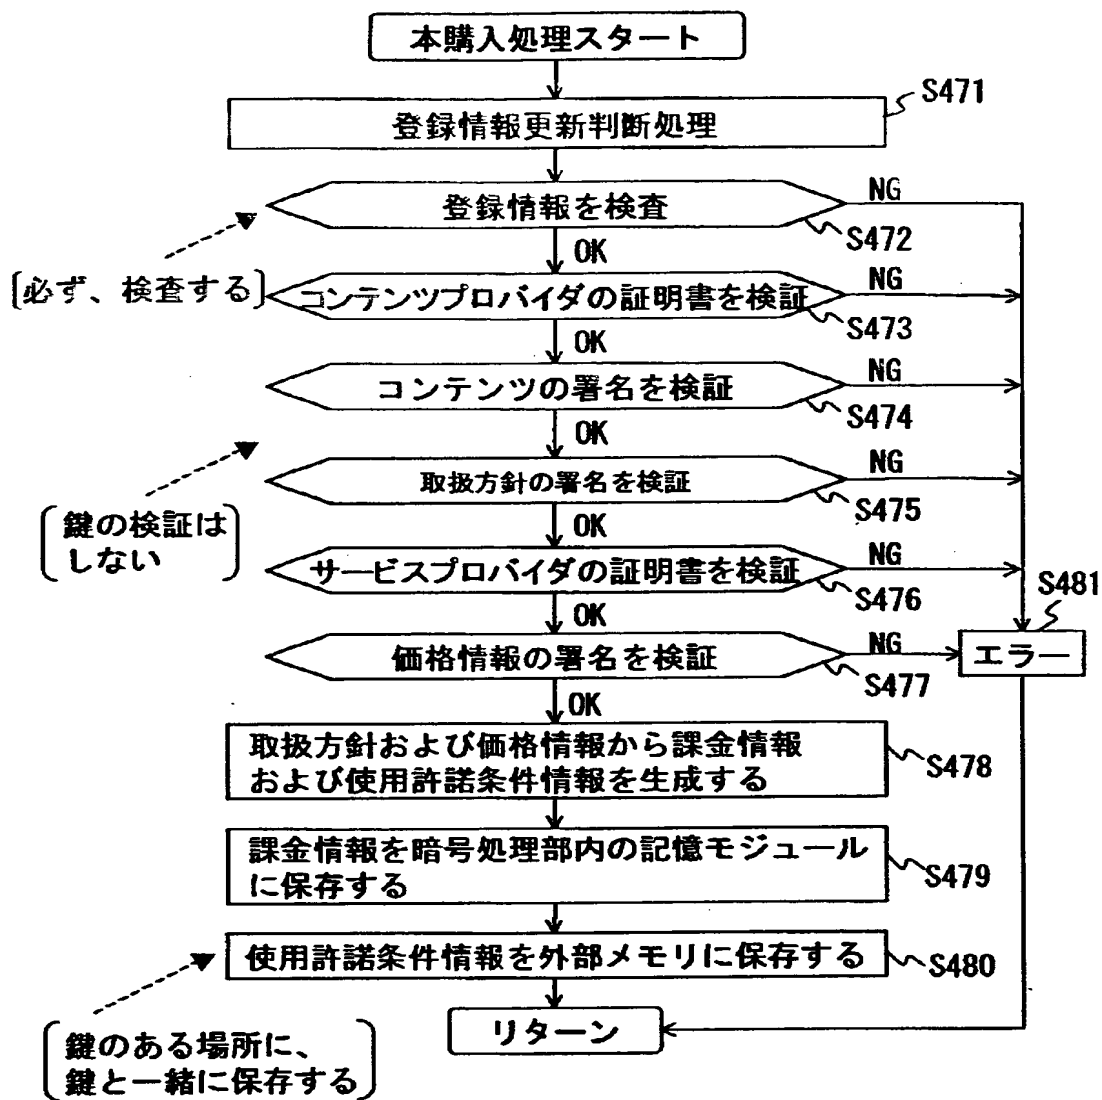 本購入処理スタート
S471
登録情報更新判断処理
登録情報を検査
NG
S472
OK
[必ず、検査する]
コンテンツプロバイダの証明書を検証
NG
S473
OK
コンテンツの署名を検証
NG
S474
OK
取扱方針の署名を検証
NG
S475
OK
[鍵の検証は
しない]
サービスプロバイダの証明書を検証
NG
S476
OK
S481
エラー
価格情報の署名を検証
NG
S477
OK
取扱方針および価格情報から課金情報
および使用許諾条件情報を生成する
S478
課金情報を暗号処理部内の記憶モジュール
に保存する
S479
使用許諾条件情報を外部メモリに保存する
S480
リターン
[鍵のある場所に、
鍵と一緒に保存する]